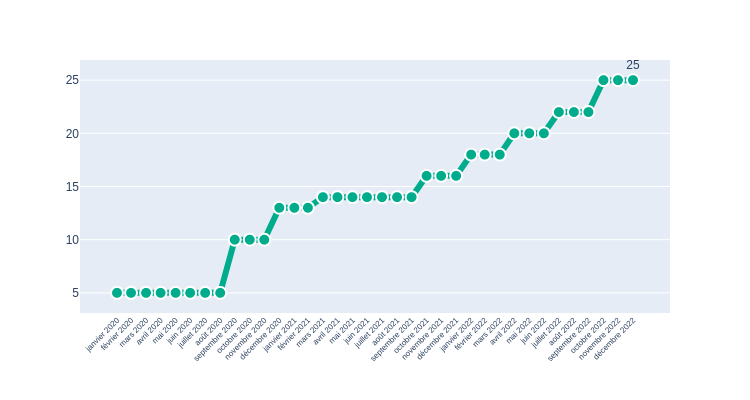 25
25
20
15
10
5
janvier 2020
février 2020
mars 2020
avril 2020
mai 2020
juin 2020
juillet 2020
août 2020
septembre 2020
octobre 2020
novembre 2020
décembre 2020
janvier 2021
février 2021
mars 2021
avril 2021
mai 2021
juin 2021
juillet 2021
août 2021
septembre 2021
octobre 2021
novembre 2021
décembre 2021
janvier 2022
février 2022
mars 2022
avril 2022
mai 2022
juin 2022
juillet 2022
août 2022
septembre 2022
octobre 2022
novembre 2022
décembre 2022